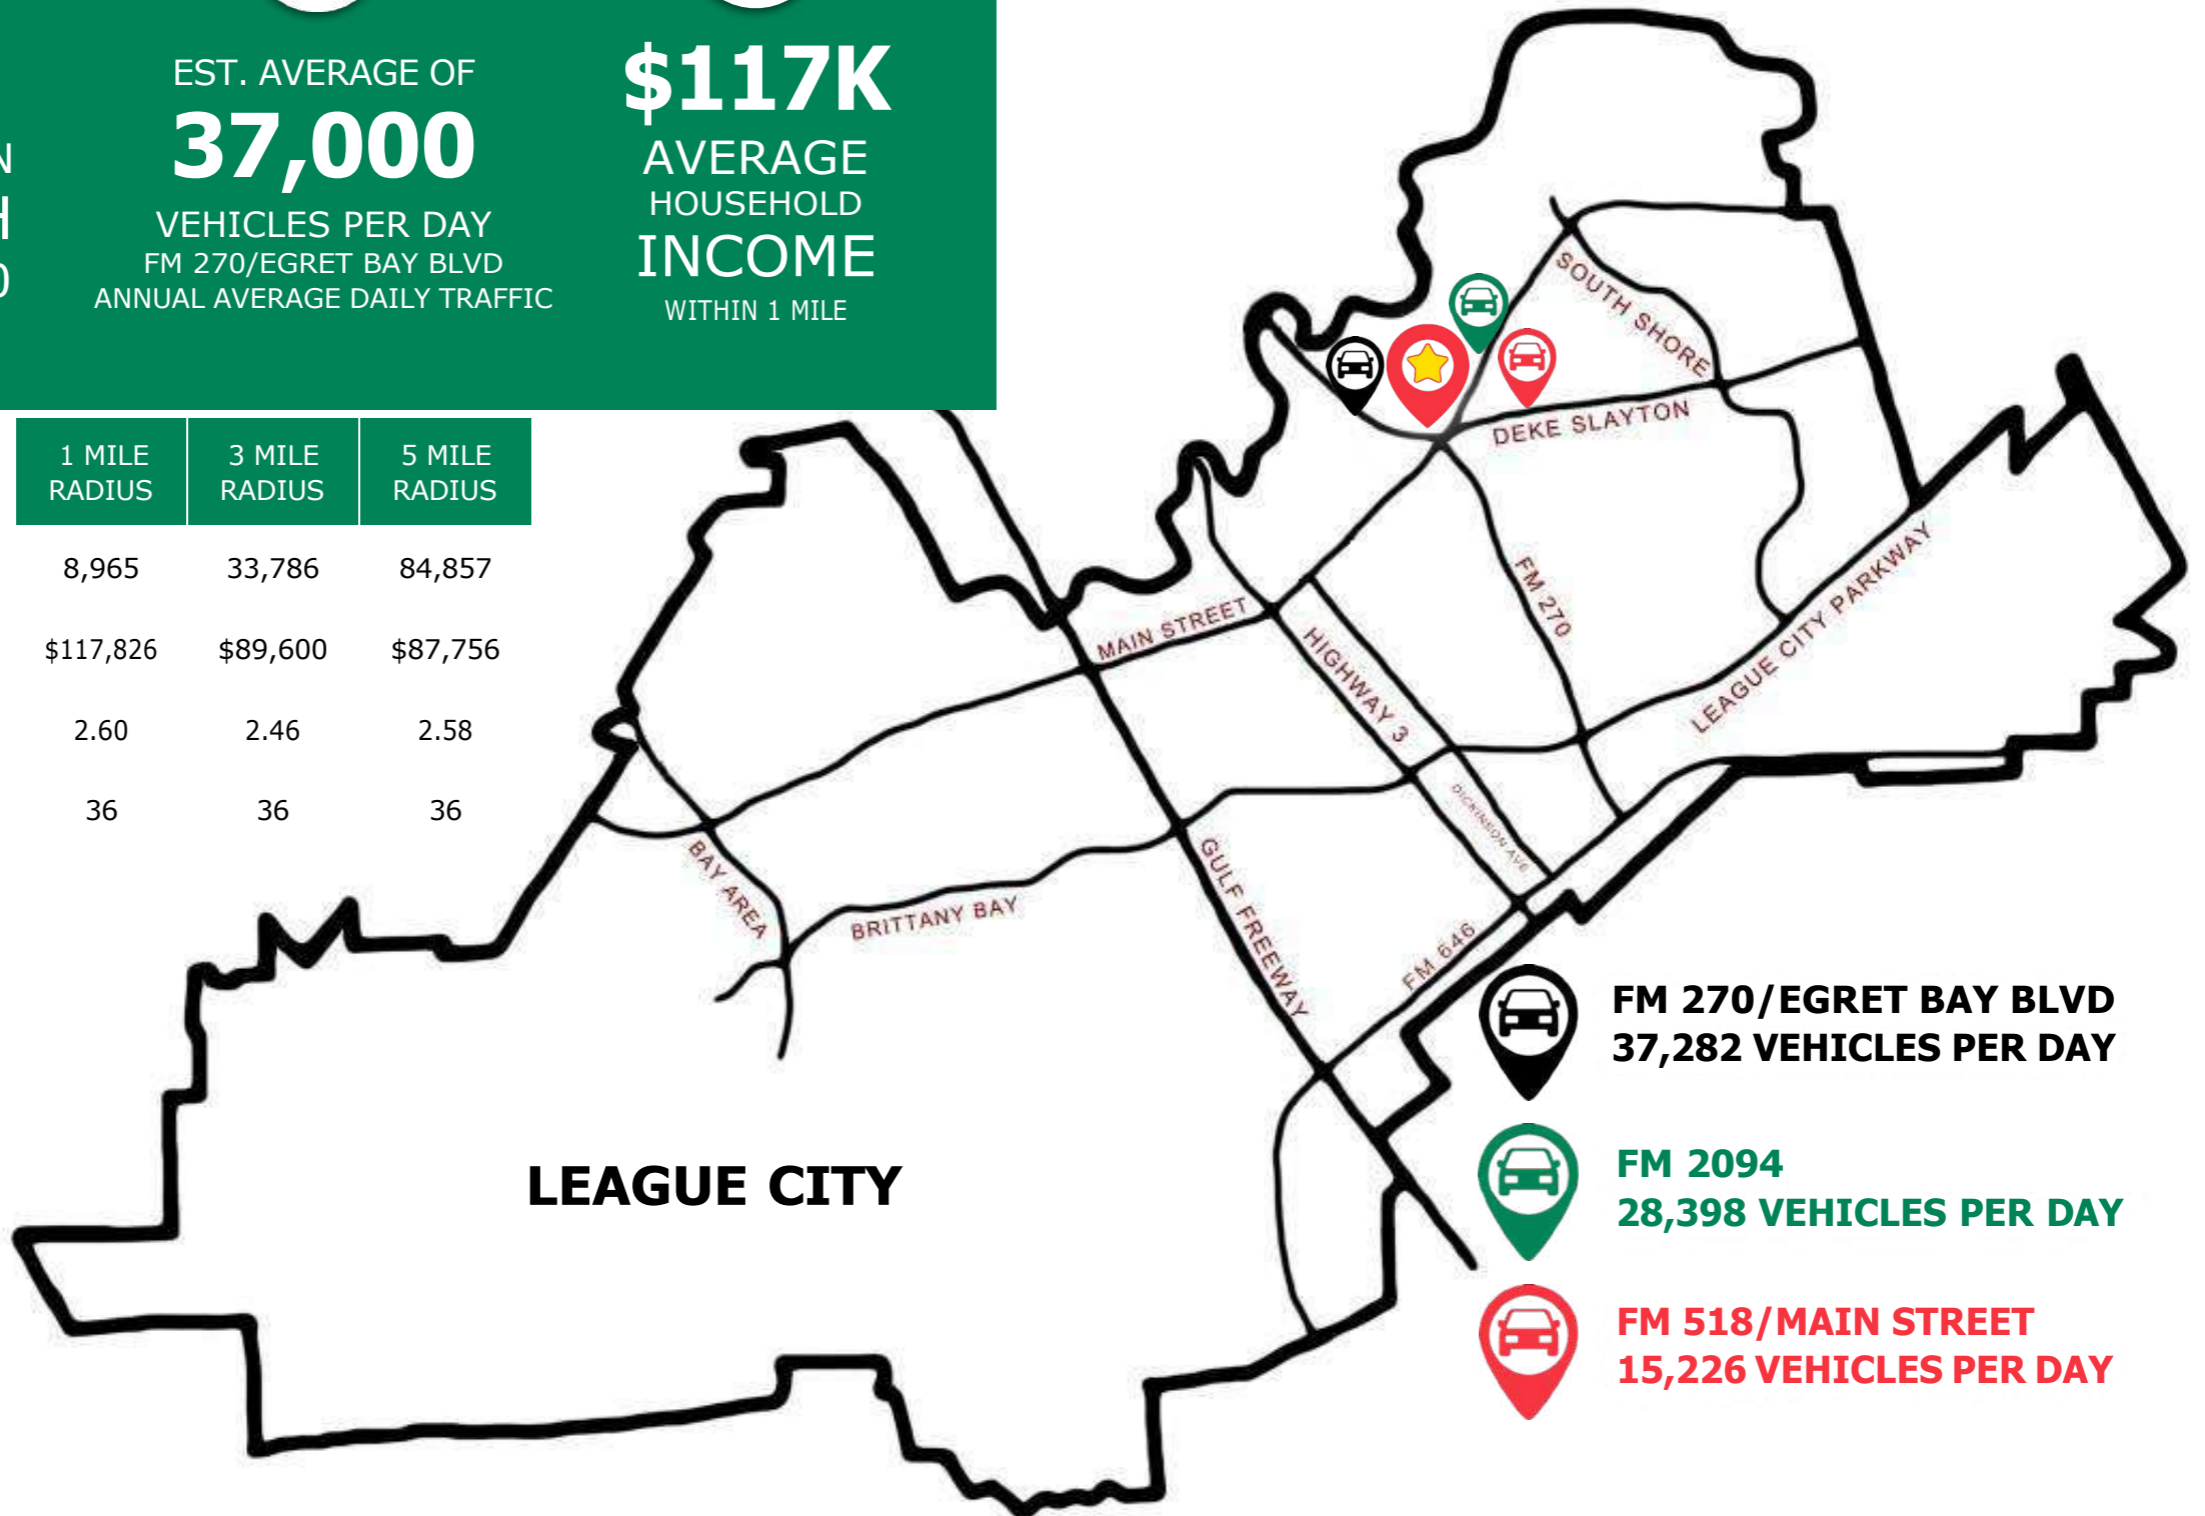 N
H
0
EST. AVERAGE OF
37,000
VEHICLES PER DAY
FM 270/EGRET BAY BLVD
ANNUAL AVERAGE DAILY TRAFFIC
$117K
AVERAGE
HOUSEHOLD
INCOME
WITHIN 1 MILE
1 MILE
RADIUS
3 MILE
RADIUS
5 MILE
RADIUS
8,965 33,786 84,857
$117,826 $89,600 $87,756
2.60 2.46 2.58
36 36 36
SOUTH SHORE
DEKE SLAYTON
FM 270
LEAGUE CITY PARKWAY
MAIN STREET
HIGHWAY 3
DICKINSON AVE
BAY AREA
BRITTANY BAY
GULF FREEWAY
FM 646
LEAGUE CITY
FM 270/EGRET BAY BLVD
37,282 VEHICLES PER DAY
FM 2094
28,398 VEHICLES PER DAY
FM 518/MAIN STREET
15,226 VEHICLES PER DAY